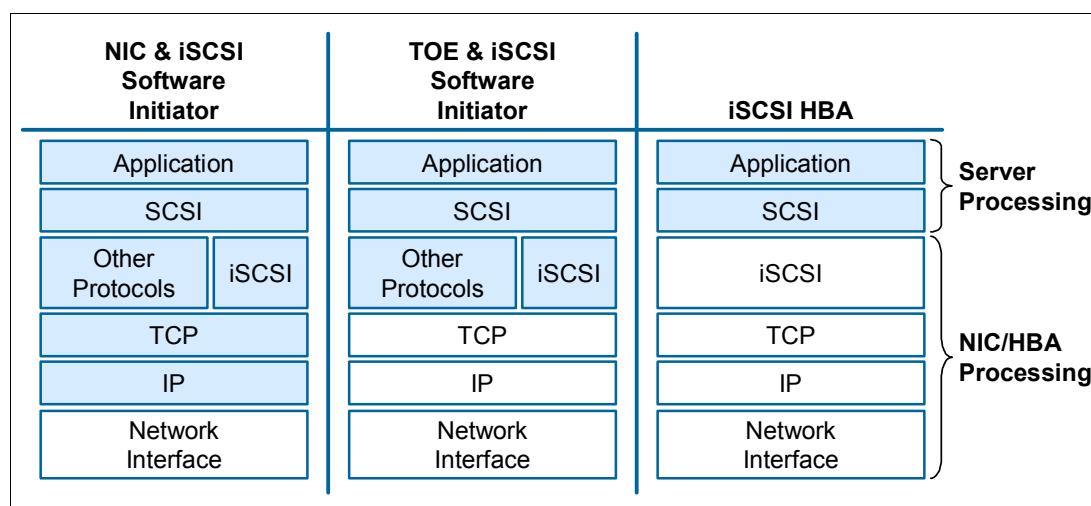 NIC & iSCSI
Software
Initiator
TOE & iSCSI
Software
Initiator
iSCSI HBA
Application
SCSI
Other
Protocols
iSCSI
TCP
IP
Network
Interface
Application
SCSI
Other
Protocols
iSCSI
TCP
IP
Network
Interface
Application
SCSI
iSCSI
TCP
IP
Network
Interface
Server
Processing
NIC/HBA
Processing